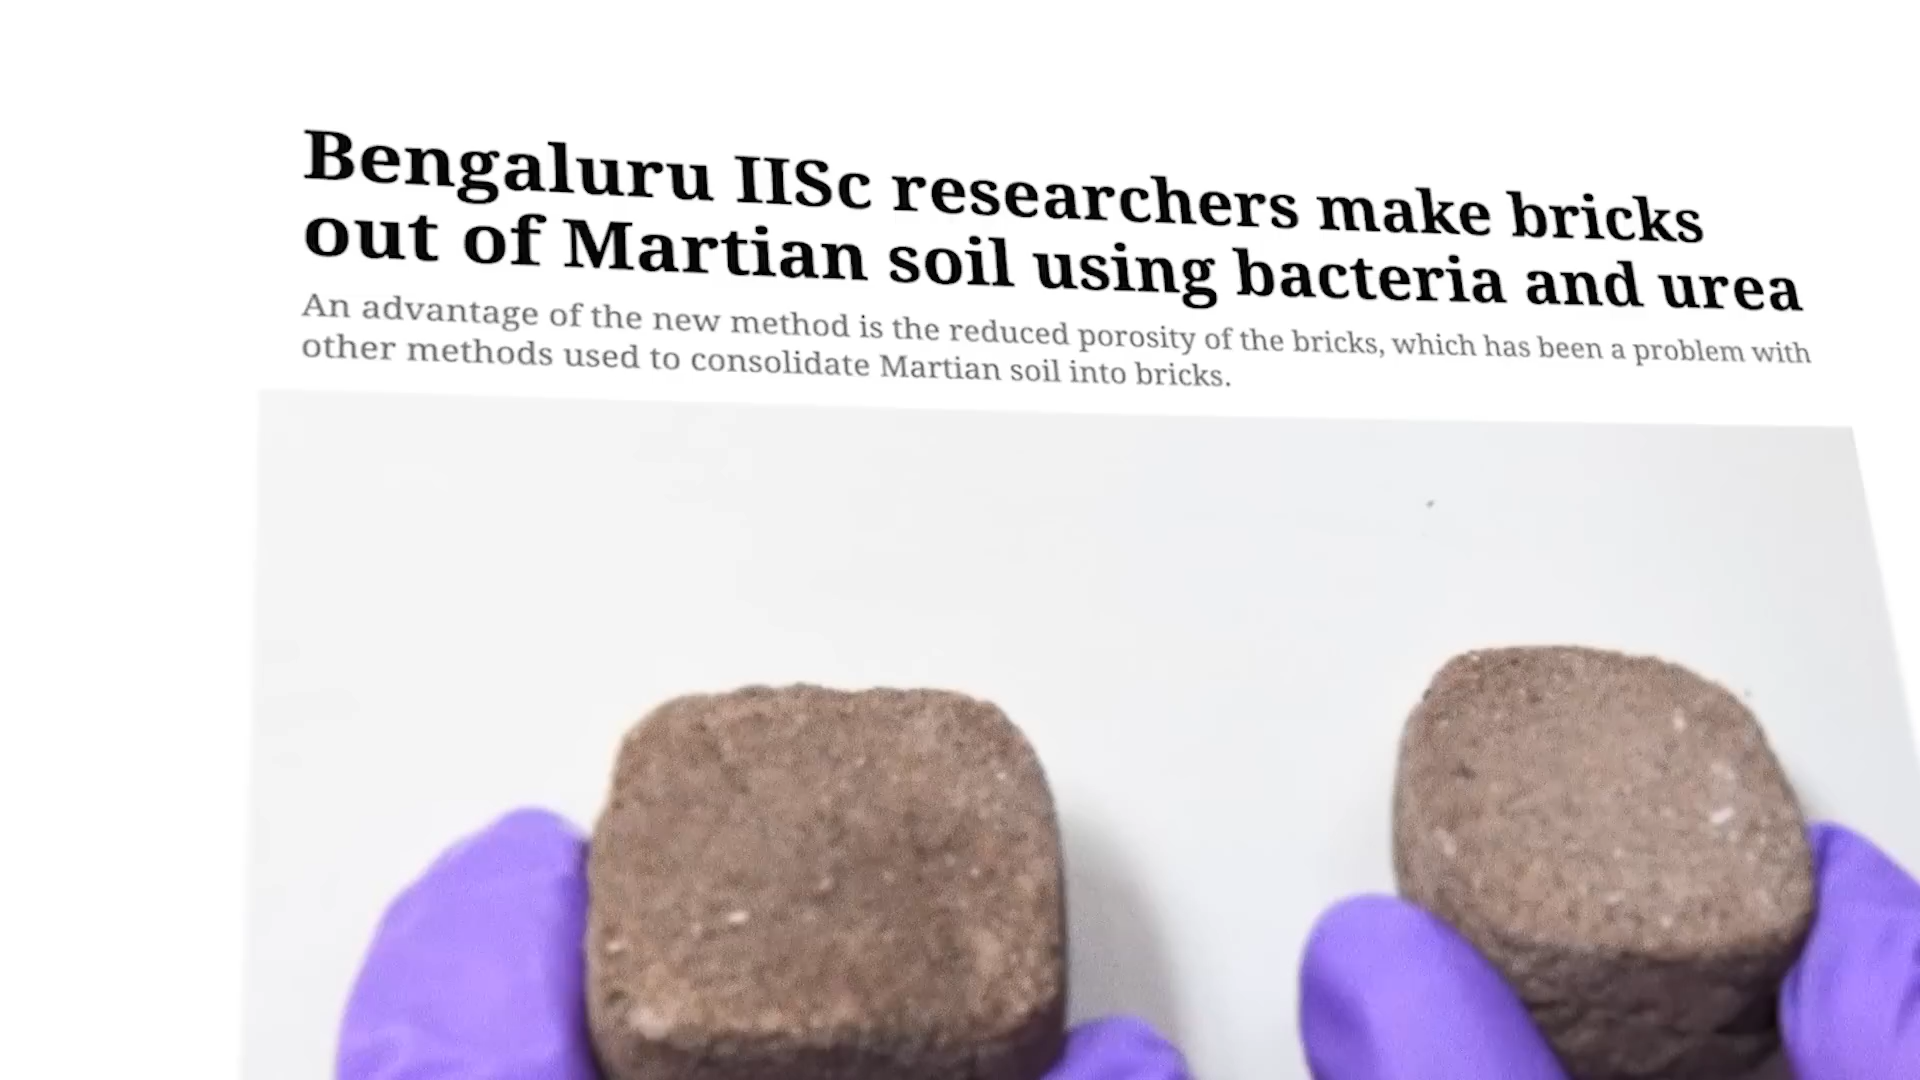 Bengaluru IISc researchers make bricks
out of Martian soil using bacteria and urea
An advantage of the new method is the reduced porosity of the bricks, which has been a problem with
other methods used to consolidate Martian soil into bricks.